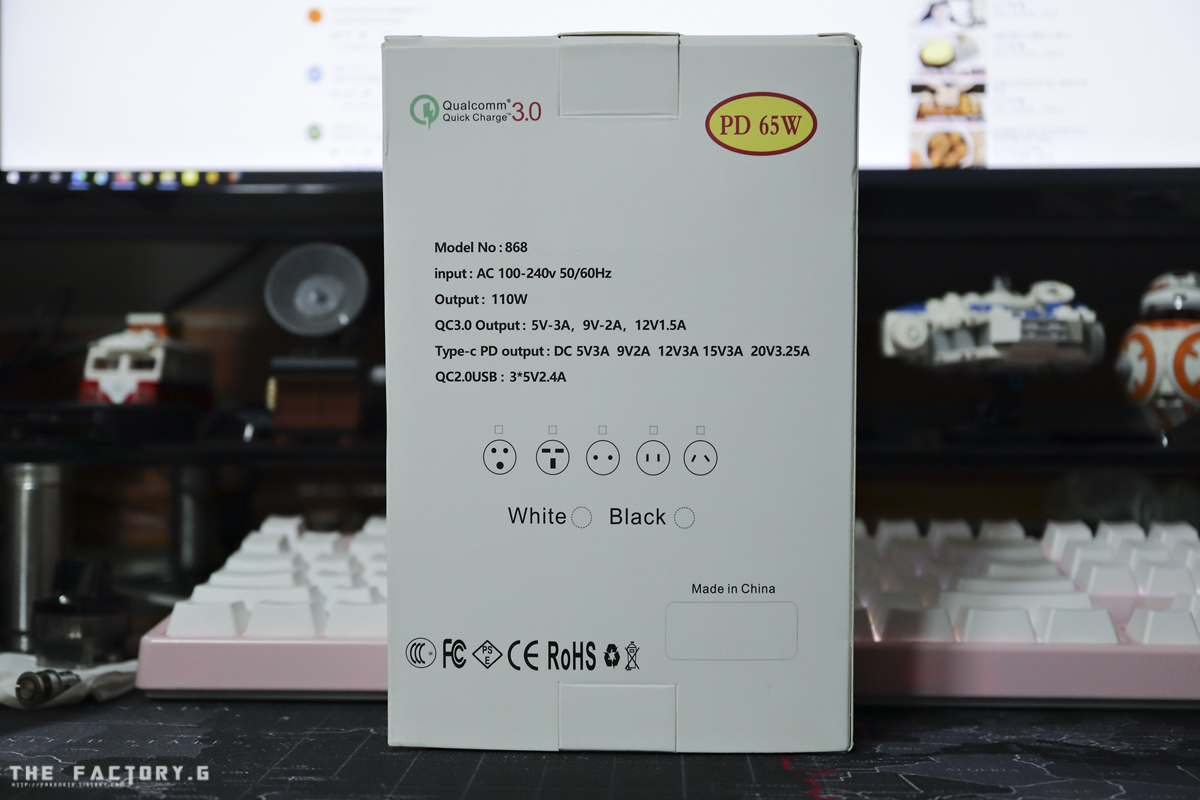 Qualcomm®
Quick Charge™ 3.0
PD 65W
Model No : 868
input : AC 100-240v 50/60Hz
Output : 110W
QC3.0 Output : 5V-3A, 9V-2A, 12V1.5A
Type-c PD output : DC 5V3A 9V2A 12V3A 15V3A 20V3.25A
QC2.0USB : 3*5V2.4A
White Black
Made in China
CCC FC PS E CE RoHS
THE FACTORY.G